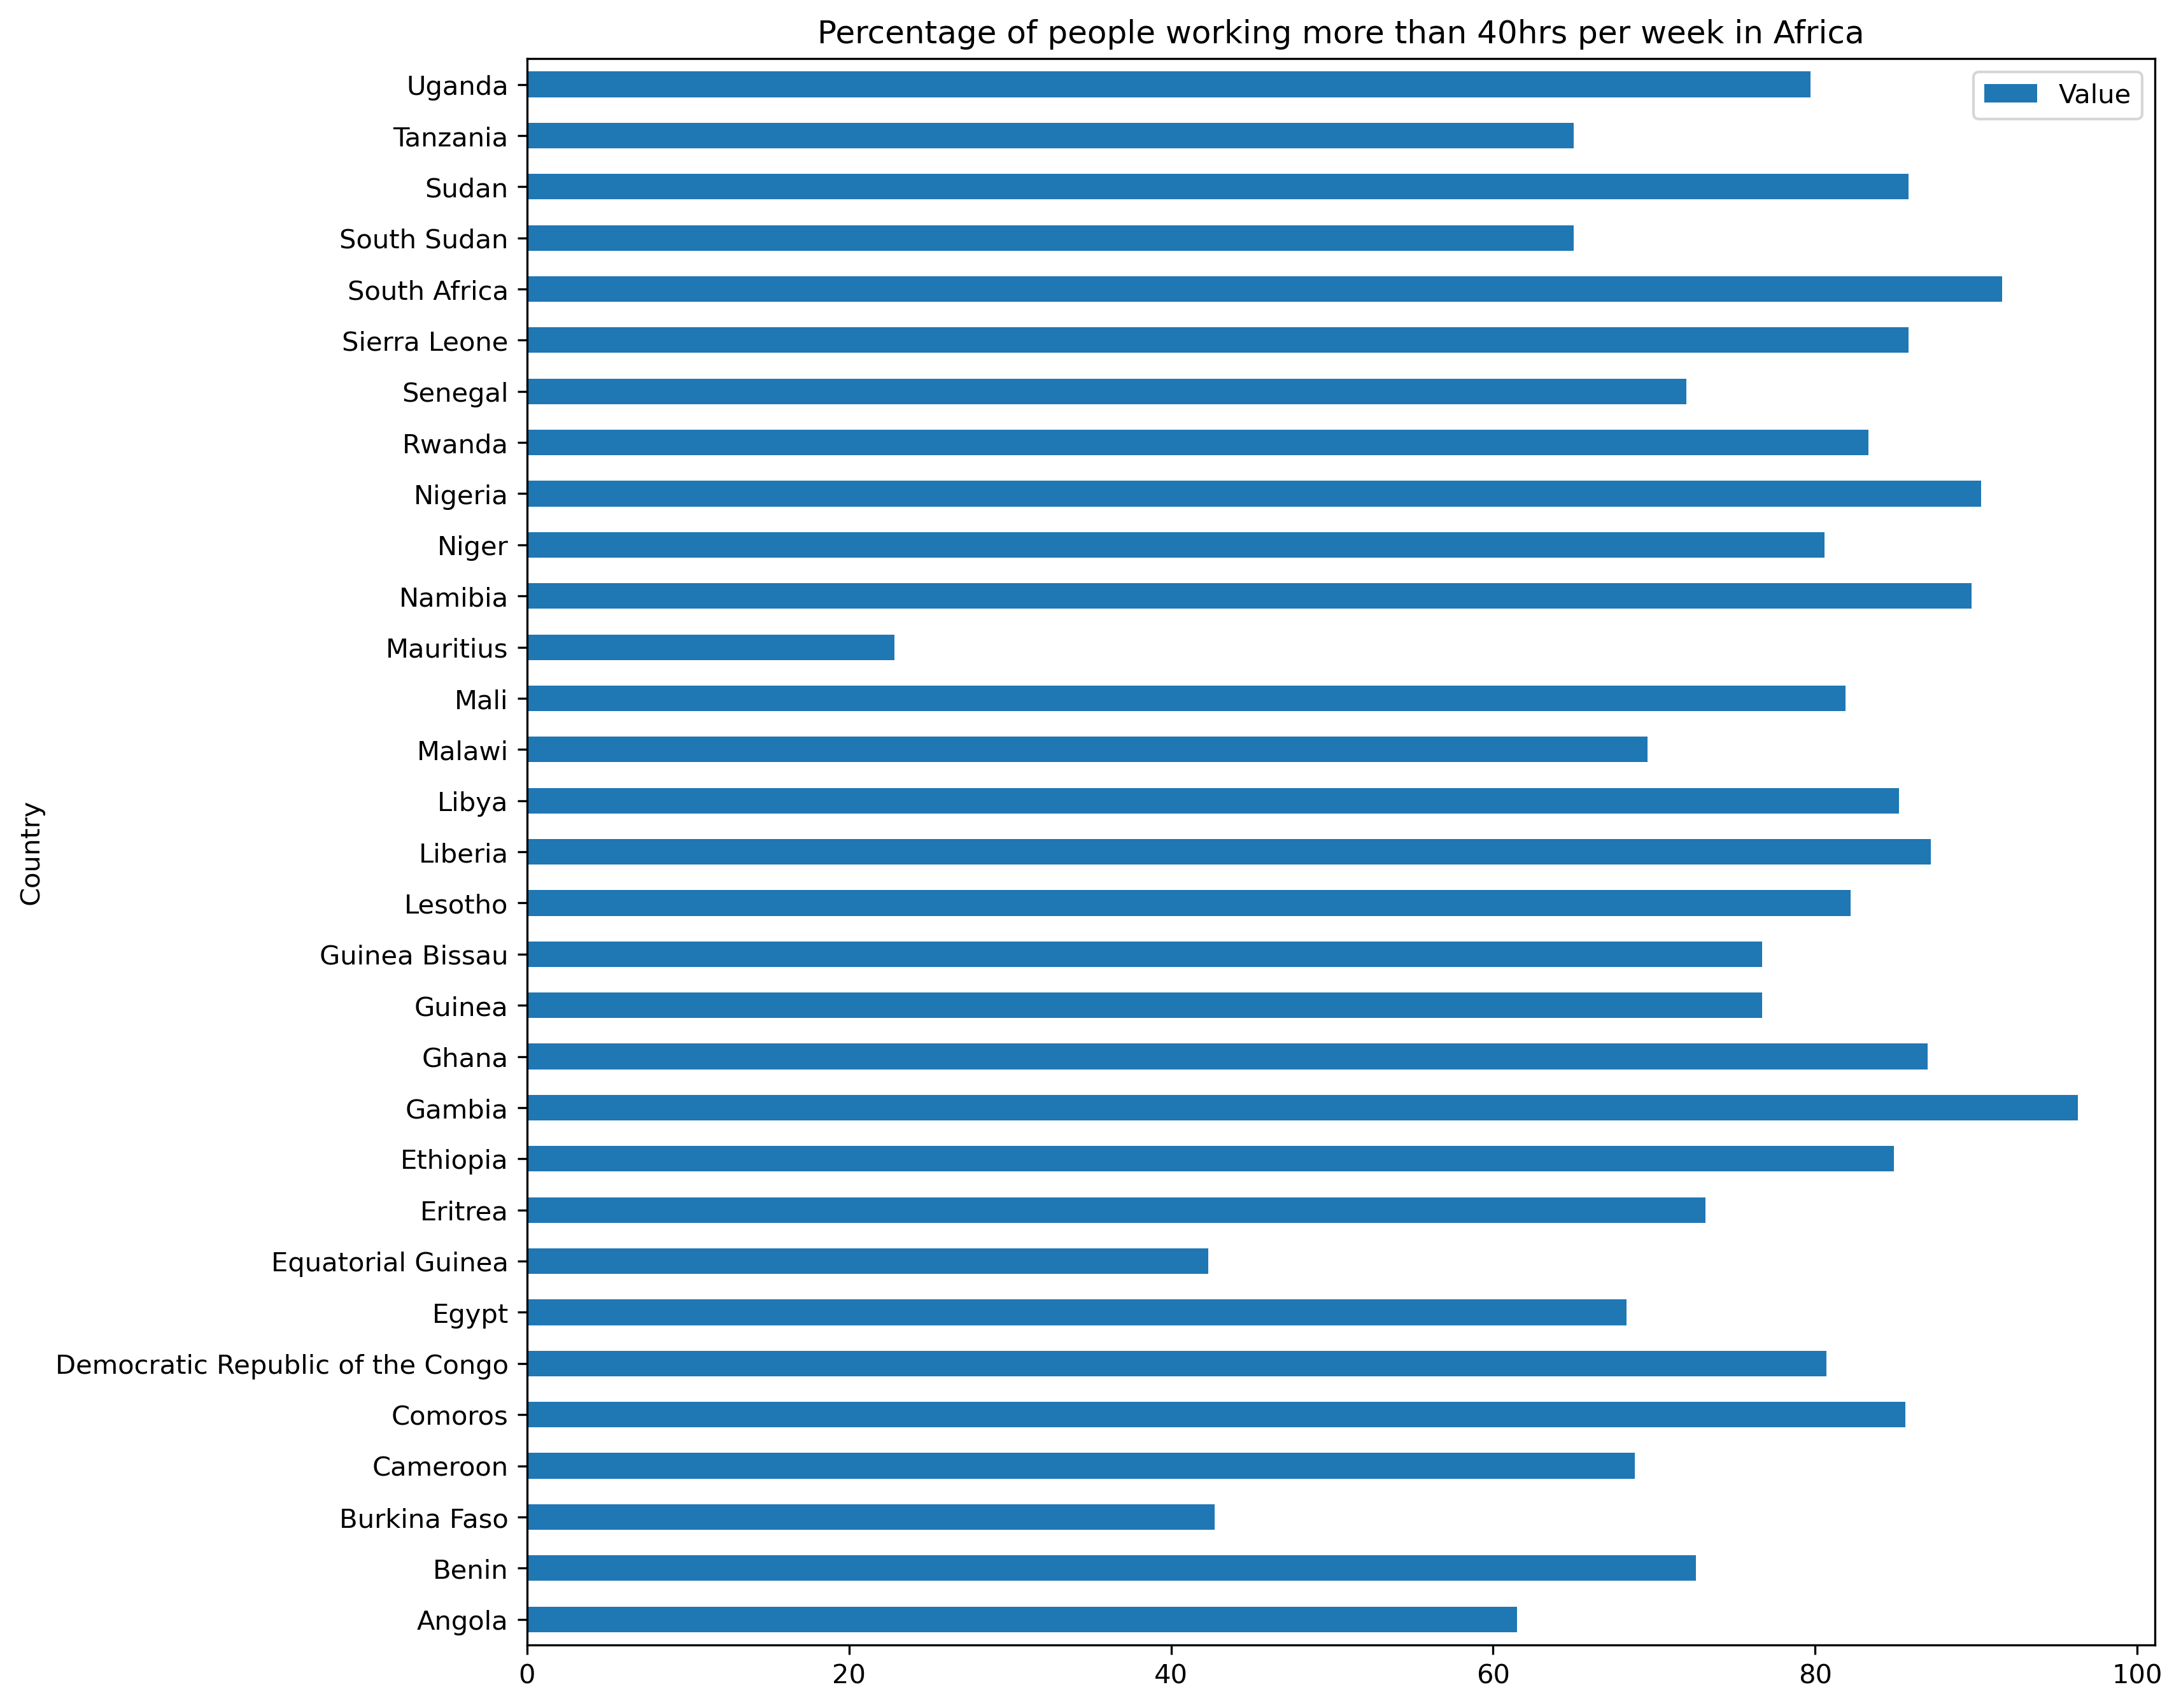 Percentage of people working more than 40hrs per week in Africa
Value
Country
Uganda
Tanzania
Sudan
South Sudan
South Africa
Sierra Leone
Senegal
Rwanda
Nigeria
Niger
Namibia
Mauritius
Mali
Malawi
Libya
Liberia
Lesotho
Guinea Bissau
Guinea
Ghana
Gambia
Ethiopia
Eritrea
Equatorial Guinea
Egypt
Democratic Republic of the Congo
Comoros
Cameroon
Burkina Faso
Benin
Angola
0 20 40 60 80 100